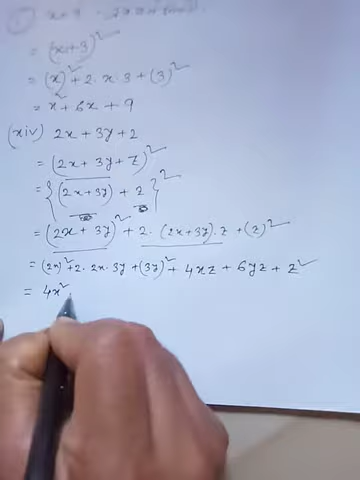 = (x+3)²
= (x)² + 2. x. 3 + (3)²
= x² + 6x + 9
(xiv) 2x + 3y + 2
= (2x + 3y + z)²
= {(2x + 3y) + z}²
= (2x + 3y)² + 2. (2x + 3y). z + (z)²
= (2x)² + 2. 2x. 3y + (3y)² + 4xz + 6yz + z²
= 4x²